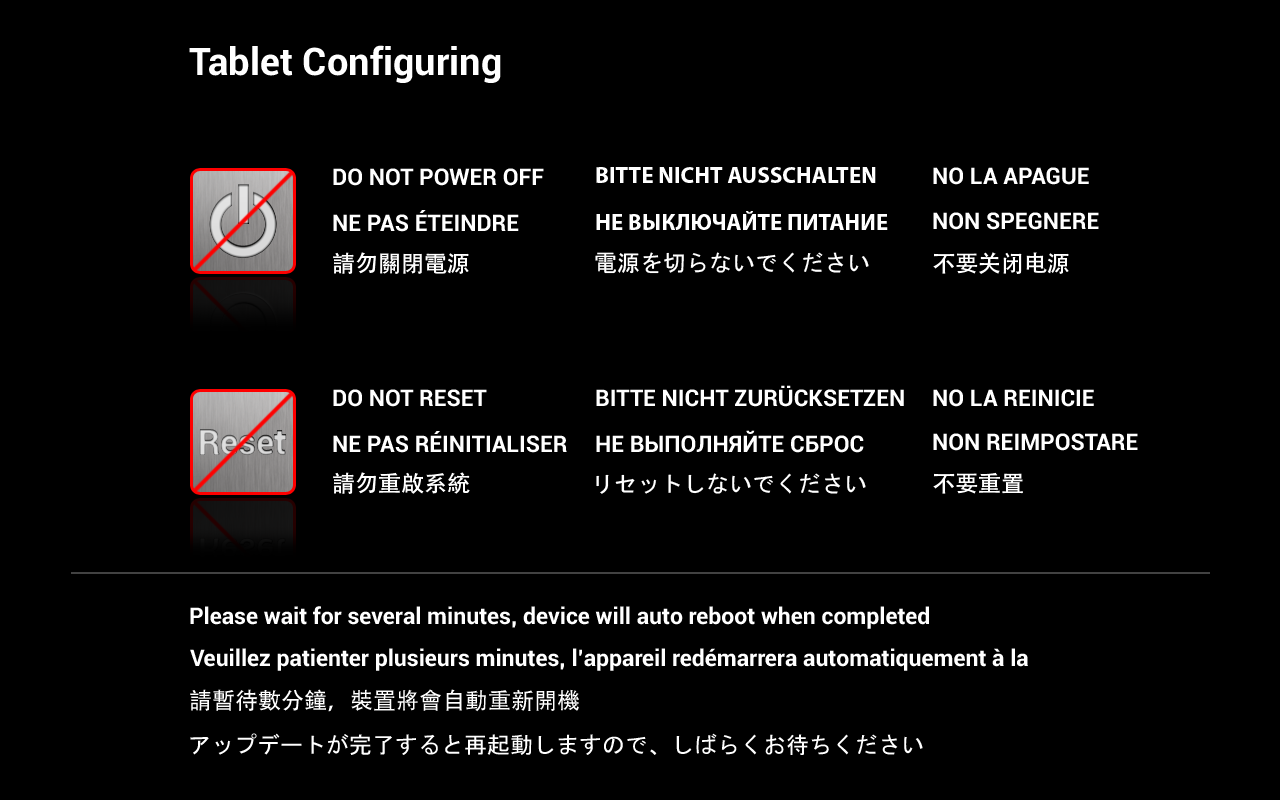 Tablet Configuring
DO NOT POWER OFF
NE PAS ÉTEINDRE
請勿關閉電源
BITTE NICHT AUSSCHALTEN
НЕ ВЫКЛЮЧАЙТЕ ПИТАНИЕ
電源を切らないでください
NO LA APAGUE
NON SPEGNERE
不要关闭电源
Reset
DO NOT RESET
NE PAS RÉINITIALISER
請勿重啟系統
BITTE NICHT ZURÜCKSETZEN
НЕ ВЫПОЛНЯЙТЕ СБРОС
リセットしないでください
NO LA REINICIE
NON REIMPOSTARE
不要重置
Please wait for several minutes, device will auto reboot when completed
Veuillez patienter plusieurs minutes, l'appareil redémarrera automatiquement à la
請暫待數分鐘，裝置將會自動重新開機
アップデートが完了すると再起動しますので、しばらくお待ちください